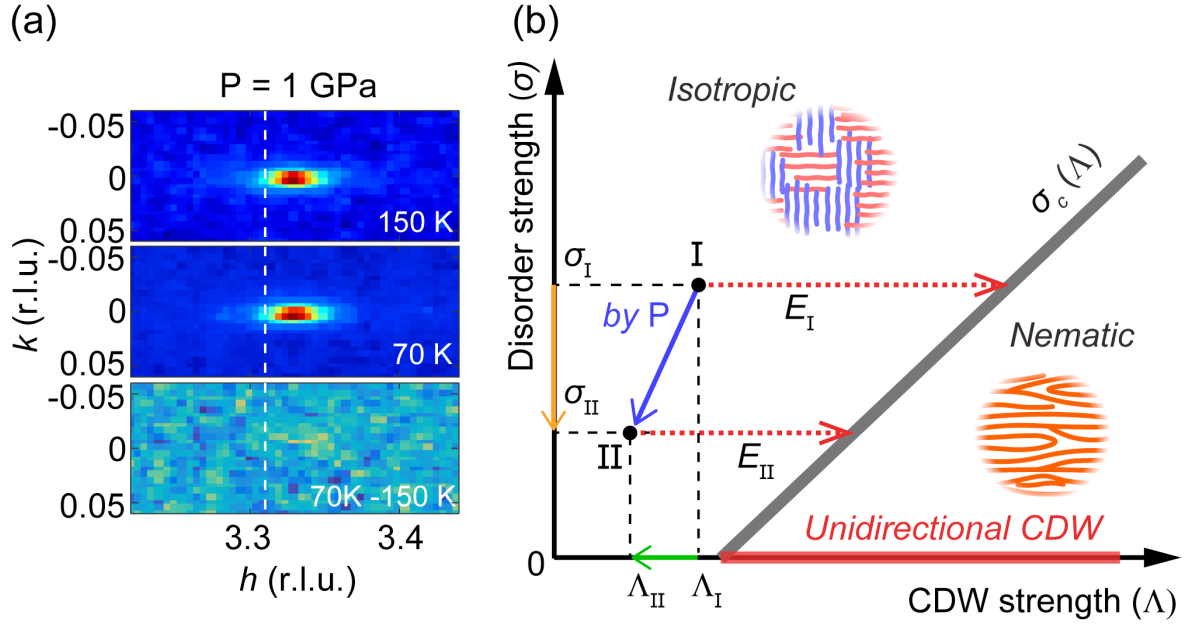 (a)
P = 1 GPa
-0.05
0
0.05
150 K
-0.05
0
0.05
70 K
-0.05
0
0.05
70K -150 K
3.3
3.4
k (r.l.u.)
h (r.l.u.)
(b)
Disorder strength (σ)
Isotropic
σc (Λ)
σI
I
by P
EI
Nematic
σII
II
EII
Unidirectional CDW
0
ΛII
ΛI
CDW strength (Λ)